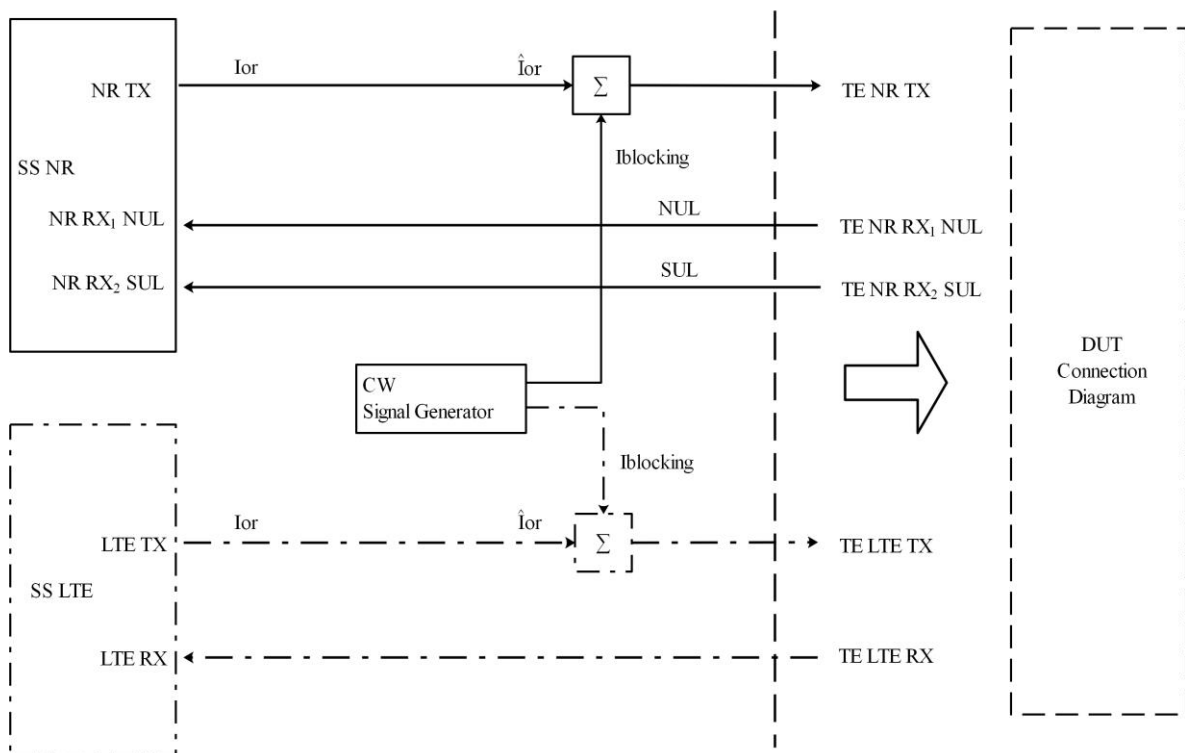 Ior
Îor
Σ
NR TX
TE NR TX
Iblocking
SS NR
NR RX₁ NUL
NUL
TE NR RX₁ NUL
NR RX₂ SUL
SUL
TE NR RX₂ SUL
DUT
Connection
Diagram
CW
Signal Generator
Iblocking
Ior
Îor
Σ
LTE TX
TE LTE TX
SS LTE
LTE RX
TE LTE RX